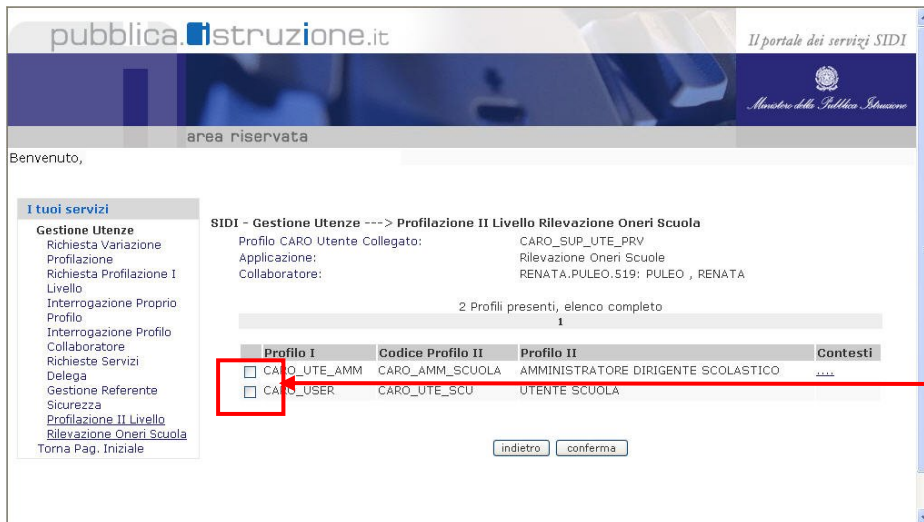 pubblica.istruzione.it
Il portale dei servizi SIDI
Ministero della Pubblica Istruzione
area riservata
Benvenuto,
I tuoi servizi
Gestione Utenze
Richiesta Variazione
Profilazione
Richiesta Profilazione I
Livello
Interrogazione Proprio
Profilo
Interrogazione Profilo
Collaboratore
Richieste Servizi
Delega
Gestione Referente
Sicurezza
Profilazione II Livello
Rilevazione Oneri Scuola
Torna Pag. Iniziale
SIDI - Gestione Utenze ---> Profilazione II Livello Rilevazione Oneri Scuola
Profilo CARO Utente Collegato: CARO_SUP_UTE_PRV
Applicazione: Rilevazione Oneri Scuole
Collaboratore: RENATA.PULEO.519: PULEO , RENATA
2 Profili presenti, elenco completo
1
Profilo I Codice Profilo II Profilo II Contesti
CARO_UTE_AMM CARO_AMM_SCUOLA AMMINISTRATORE DIRIGENTE SCOLASTICO ....
CARO_USER CARO_UTE_SCU UTENTE SCUOLA
indietro conferma